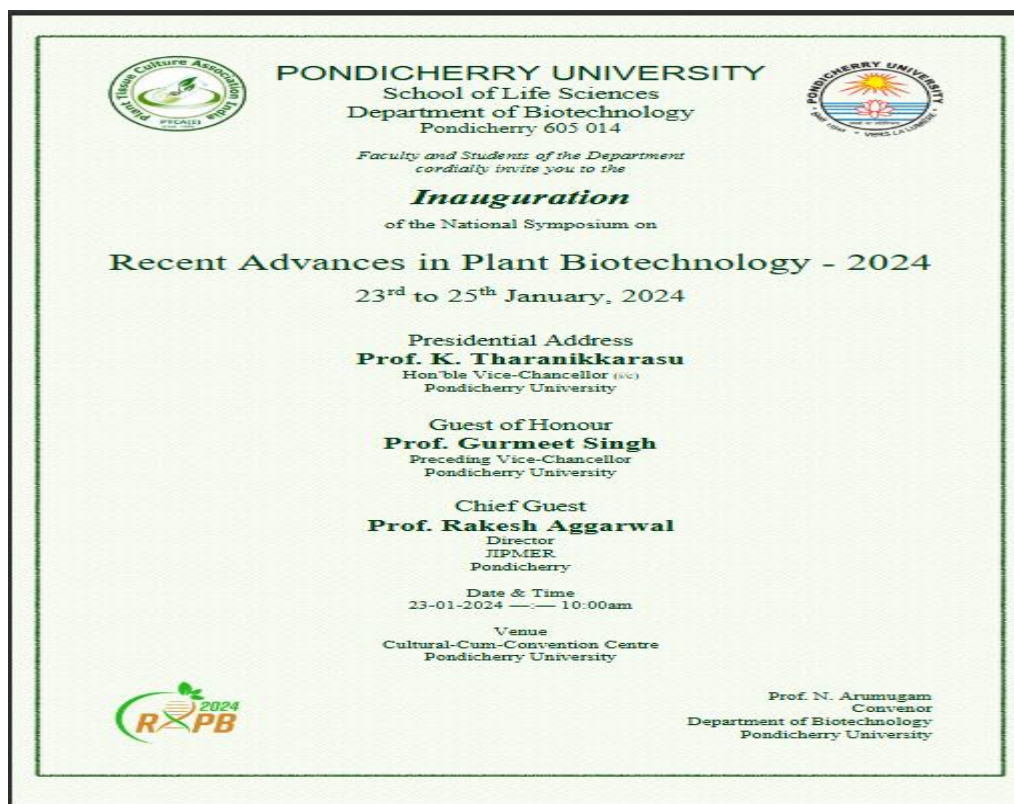 Plant Tissue Culture Association India
PTCA(I)
PONDICHERRY UNIVERSITY
School of Life Sciences
Department of Biotechnology
Pondicherry 605 014
PONDICHERRY UNIVERSITY
VERS LA LUMIERE
Faculty and Students of the Department
cordially invite you to the
Inauguration
of the National Symposium on
Recent Advances in Plant Biotechnology - 2024
23rd to 25th January, 2024
Presidential Address
Prof. K. Tharanikkarasu
Hon'ble Vice-Chancellor (i/c)
Pondicherry University
Guest of Honour
Prof. Gurmeet Singh
Preceding Vice-Chancellor
Pondicherry University
Chief Guest
Prof. Rakesh Aggarwal
Director
JIPMER
Pondicherry
Date & Time
23-01-2024 —:— 10:00am
Venue
Cultural-Cum-Convention Centre
Pondicherry University
2024
RAPB
Prof. N. Arumugam
Convenor
Department of Biotechnology
Pondicherry University